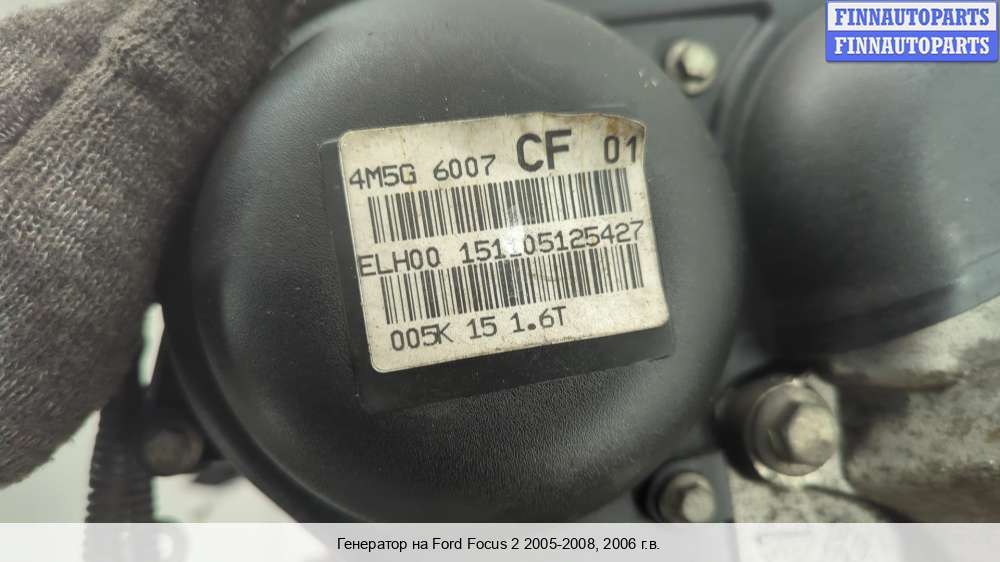 FINNAUTOPARTS
FINNAUTOPARTS
4M5G 6007 CF 01
ELH00 151105125427
005K 15 1.6T
Генератор на Ford Focus 2 2005-2008, 2006 г.в.